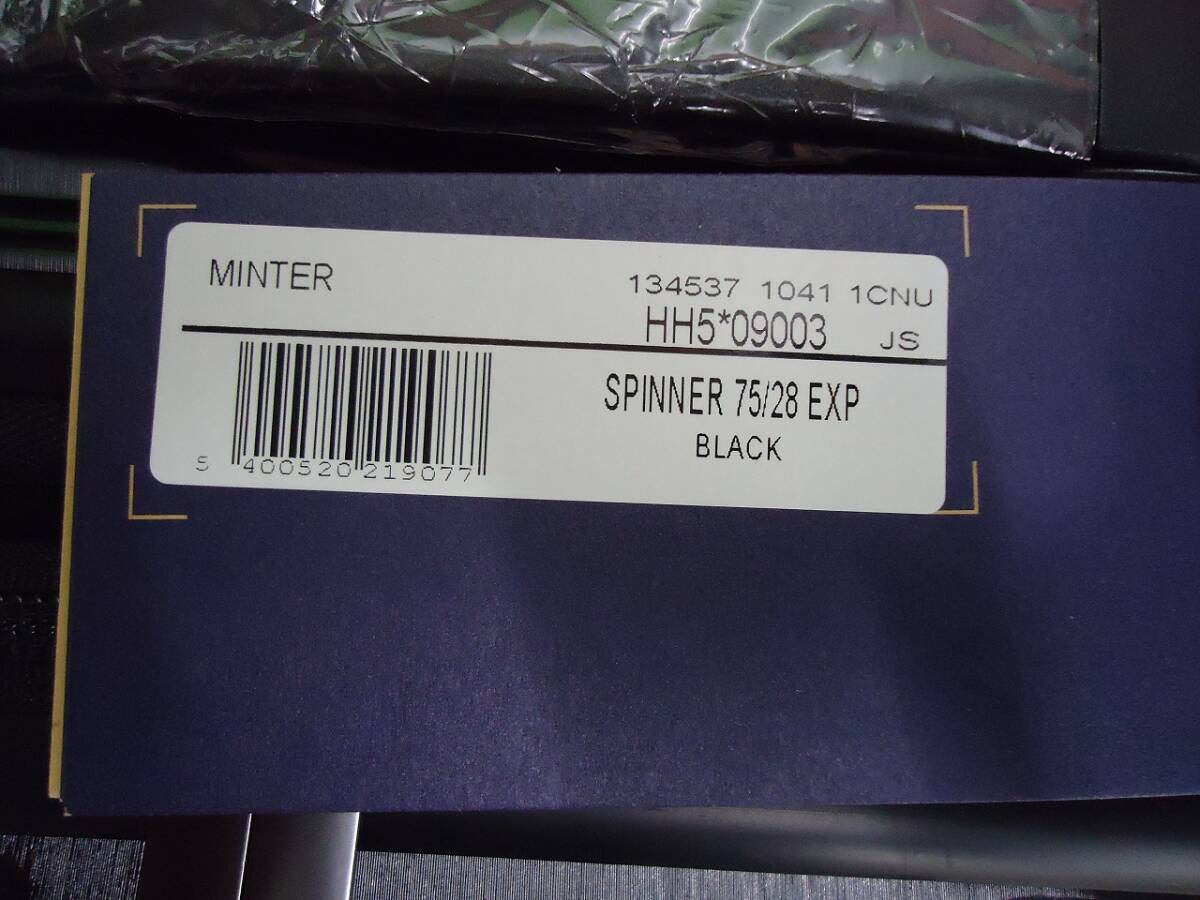 MINTER
134537 1041 1CNU
HH5*09003 JS
SPINNER 75/28 EXP
BLACK
5 400520 219077